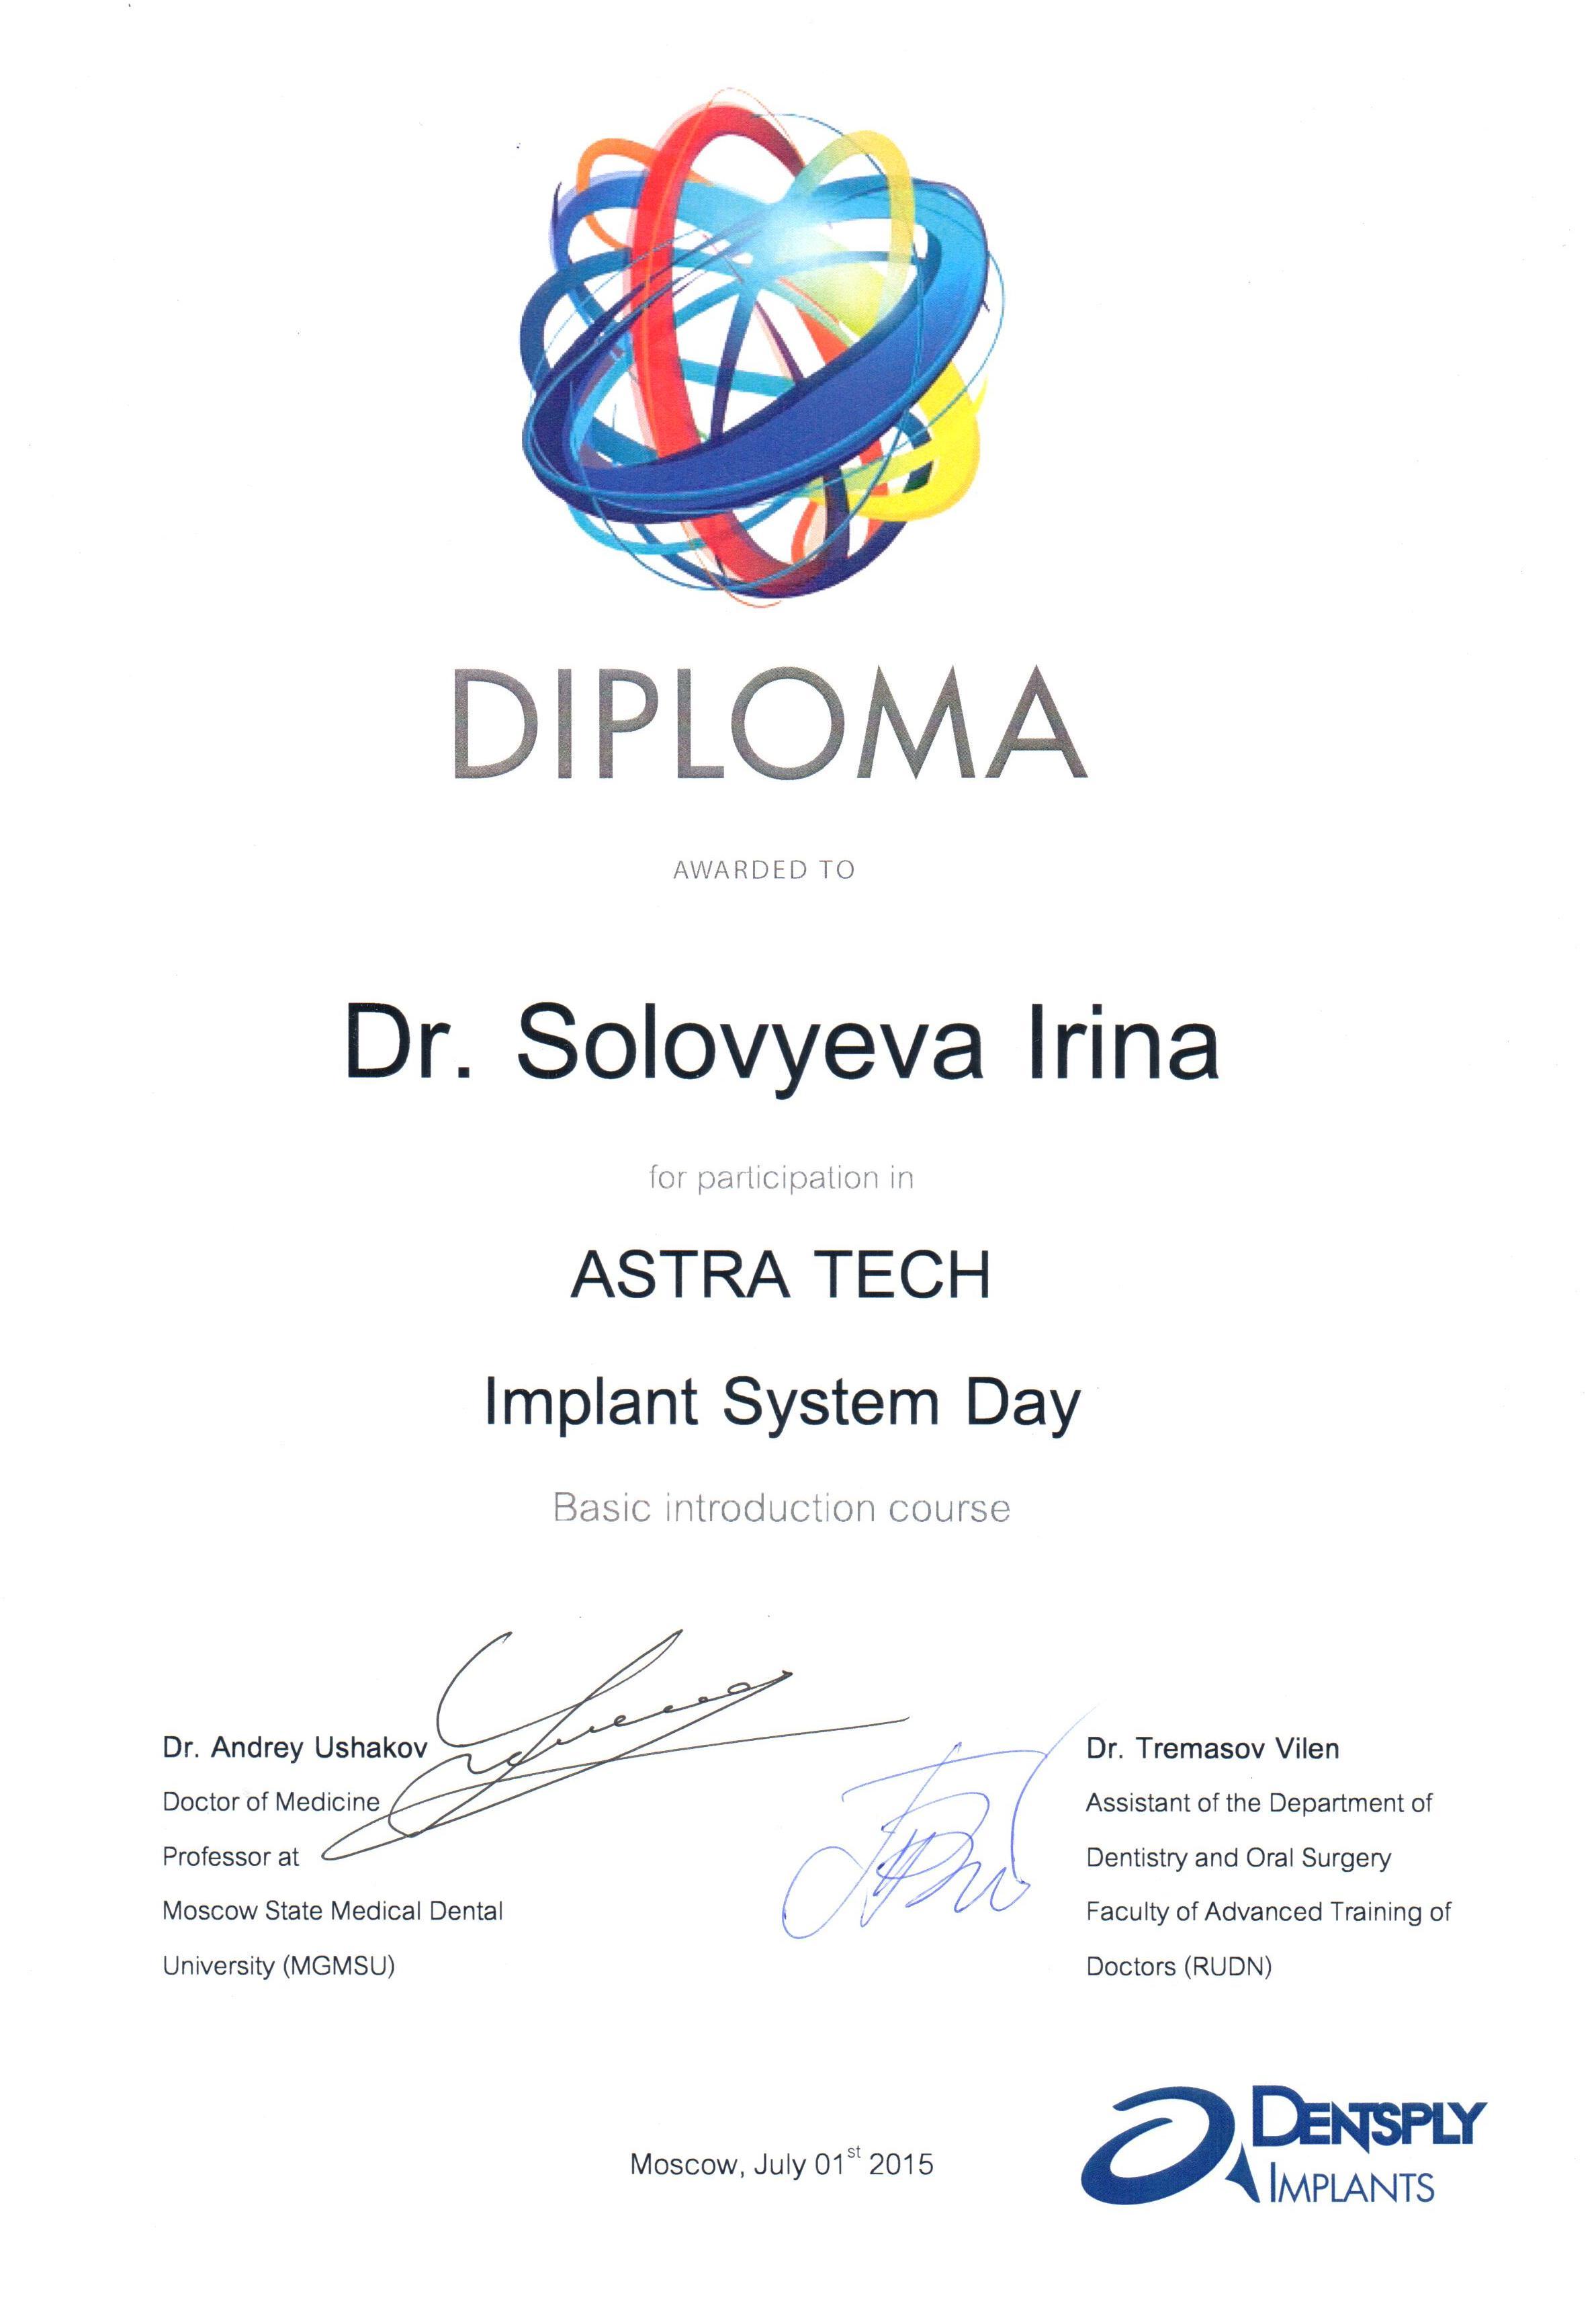 DIPLOMA
AWARDED TO
Dr. Solovyeva Irina
for participation in
ASTRA TECH
Implant System Day
Basic introduction course
Dr. Andrey Ushakov
Doctor of Medicine
Professor at
Moscow State Medical Dental
University (MGMSU)
Dr. Tremasov Vilen
Assistant of the Department of
Dentistry and Oral Surgery
Faculty of Advanced Training of
Doctors (RUDN)
Moscow, July 01st 2015
DENTSPLY
IMPLANTS